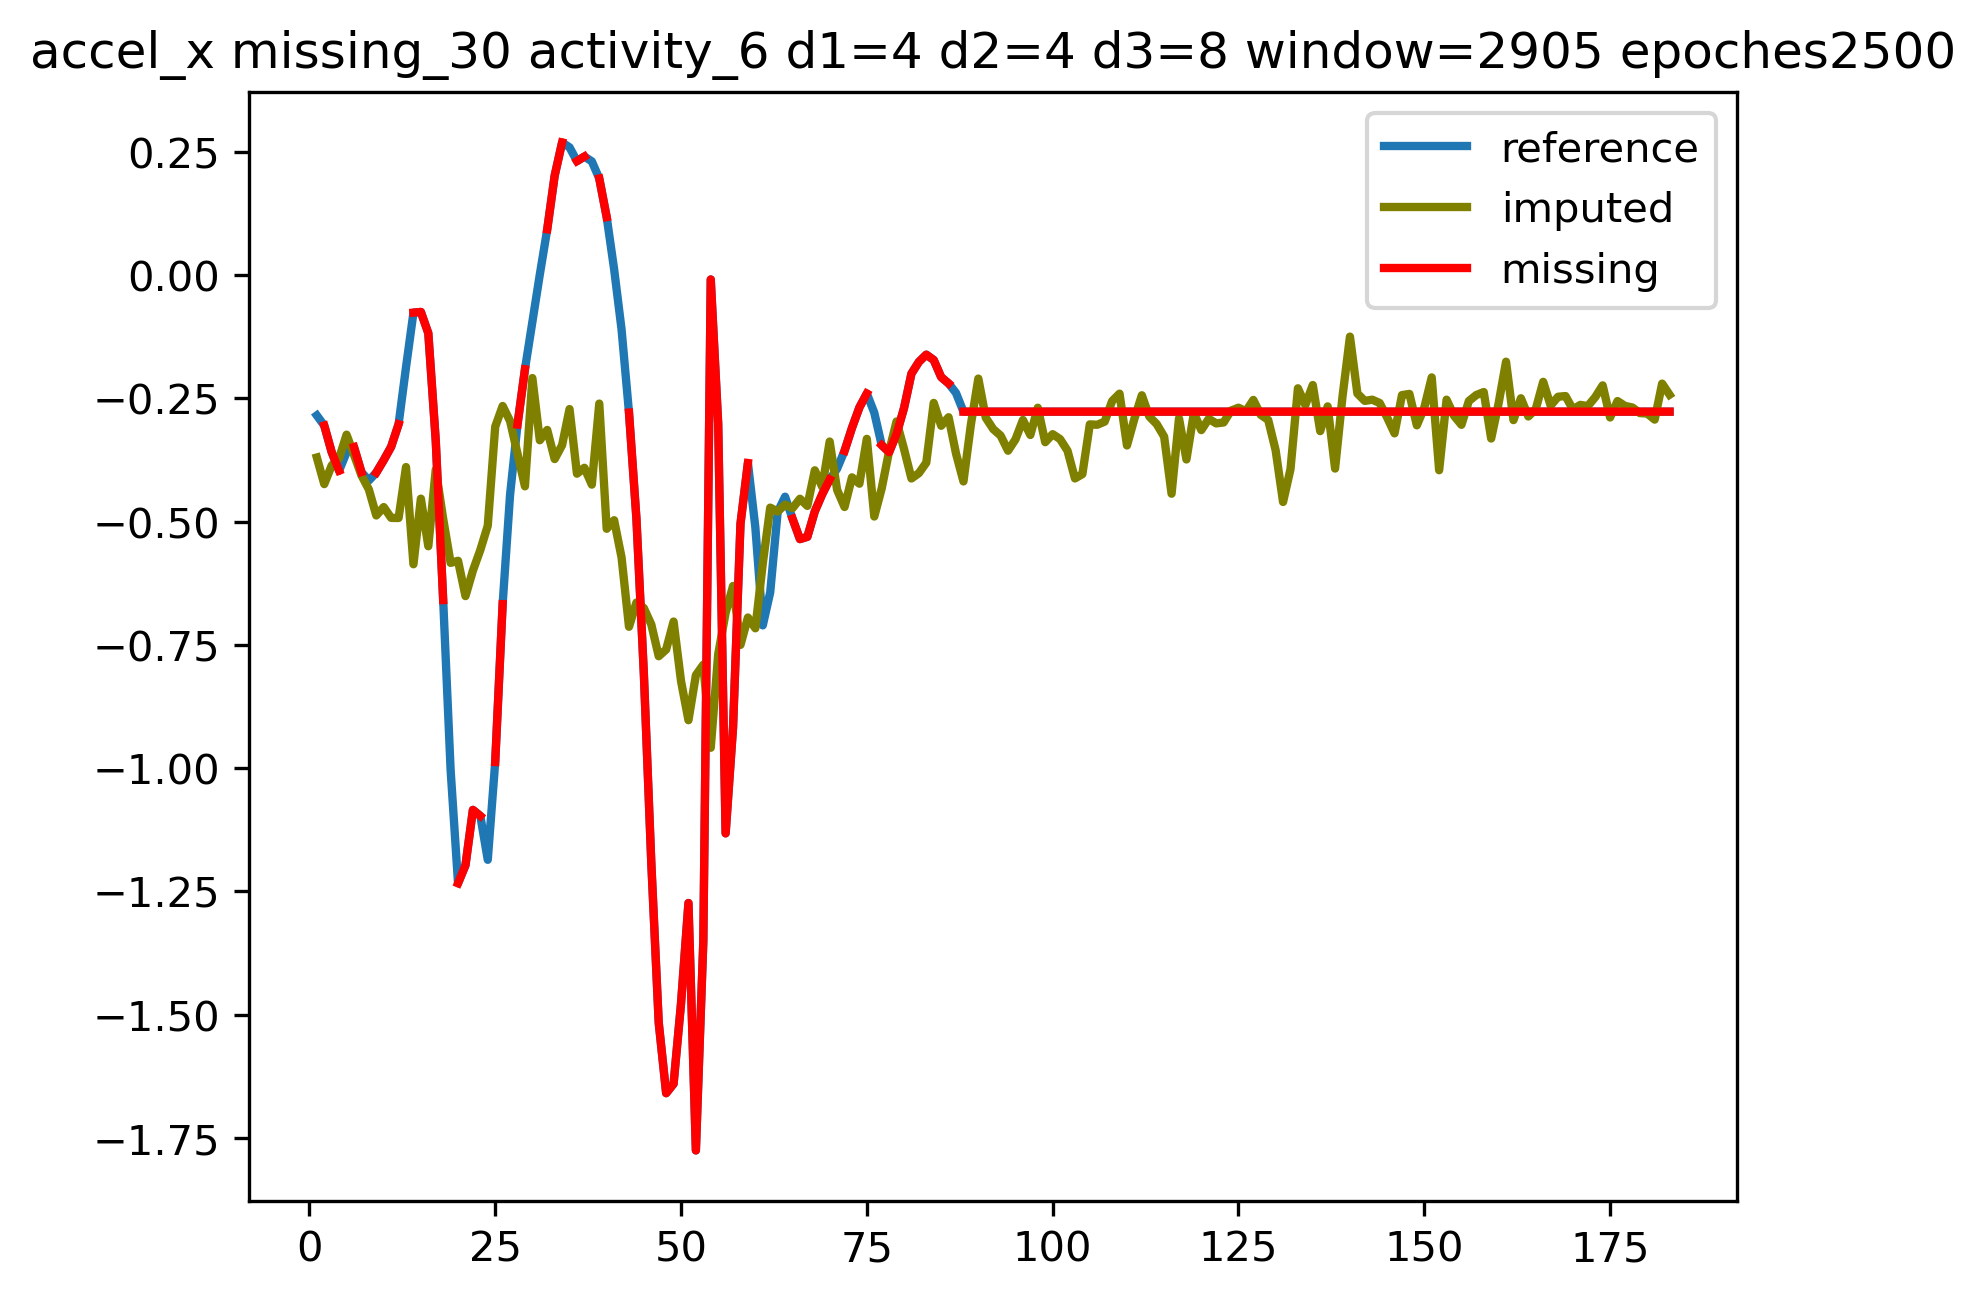 accel_x missing_30 activity_6 d1=4 d2=4 d3=8 window=2905 epoches2500
reference
imputed
missing
0.25
0.00
−0.25
−0.50
−0.75
−1.00
−1.25
−1.50
−1.75
0 25 50 75 100 125 150 175